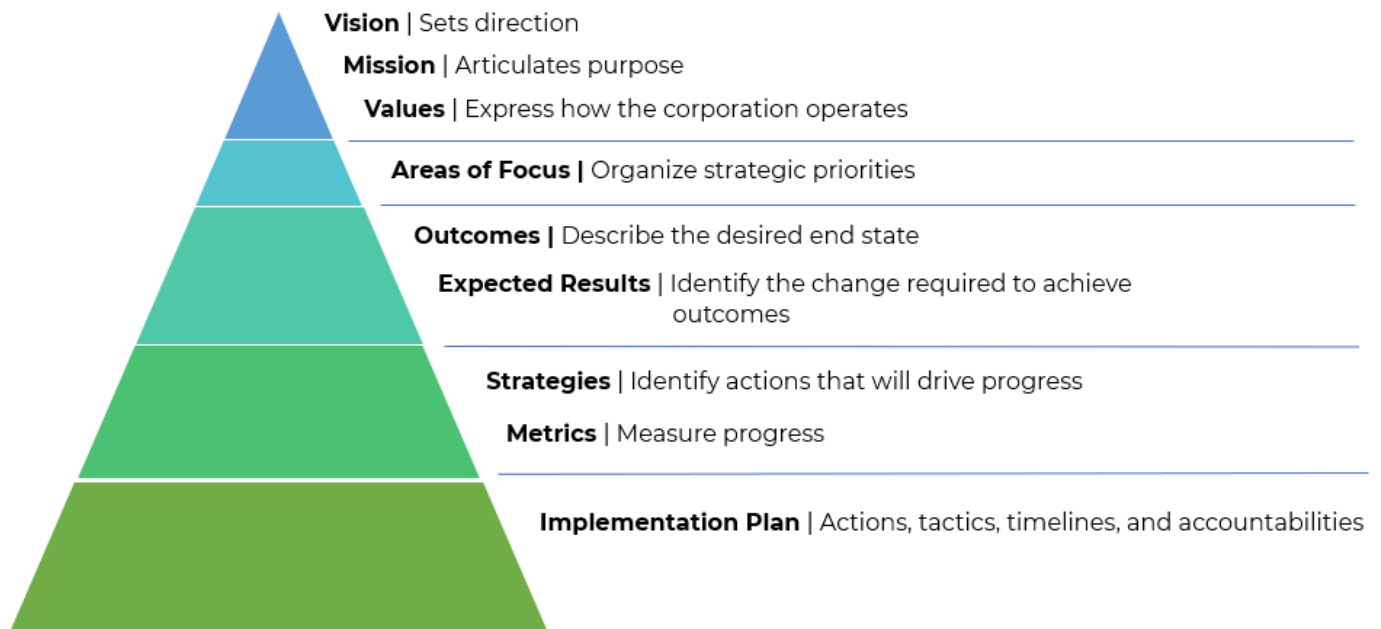 Vision | Sets direction
Mission | Articulates purpose
Values | Express how the corporation operates
Areas of Focus | Organize strategic priorities
Outcomes | Describe the desired end state
Expected Results | Identify the change required to achieve
outcomes
Strategies | Identify actions that will drive progress
Metrics | Measure progress
Implementation Plan | Actions, tactics, timelines, and accountabilities